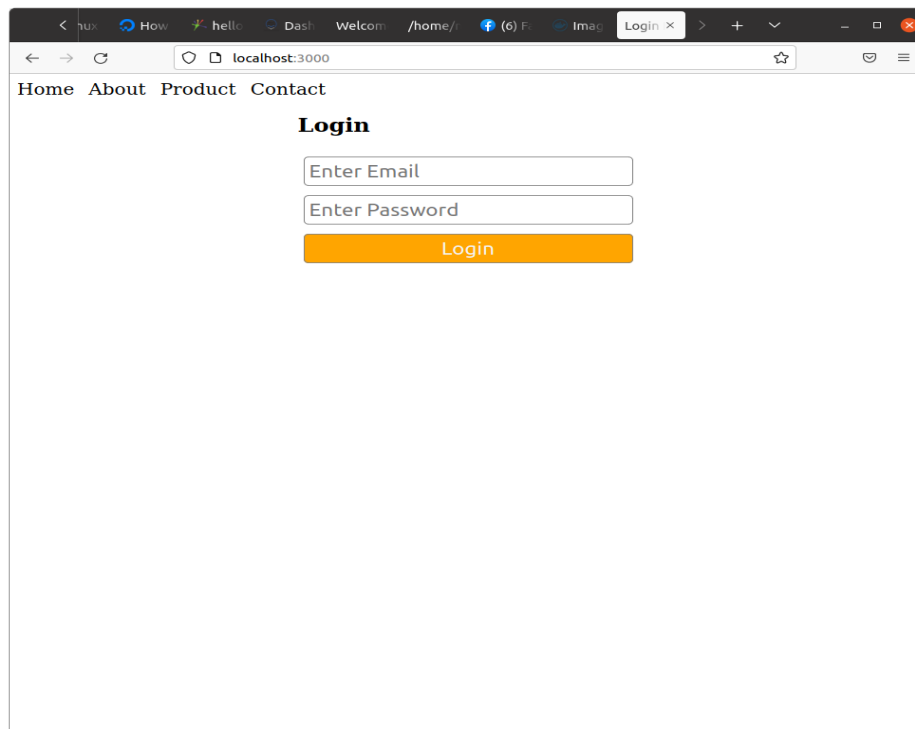 How hello Dash Welcom /home/ (6) Imag Login
localhost:3000
Home About Product Contact
Login
Enter Email
Enter Password
Login